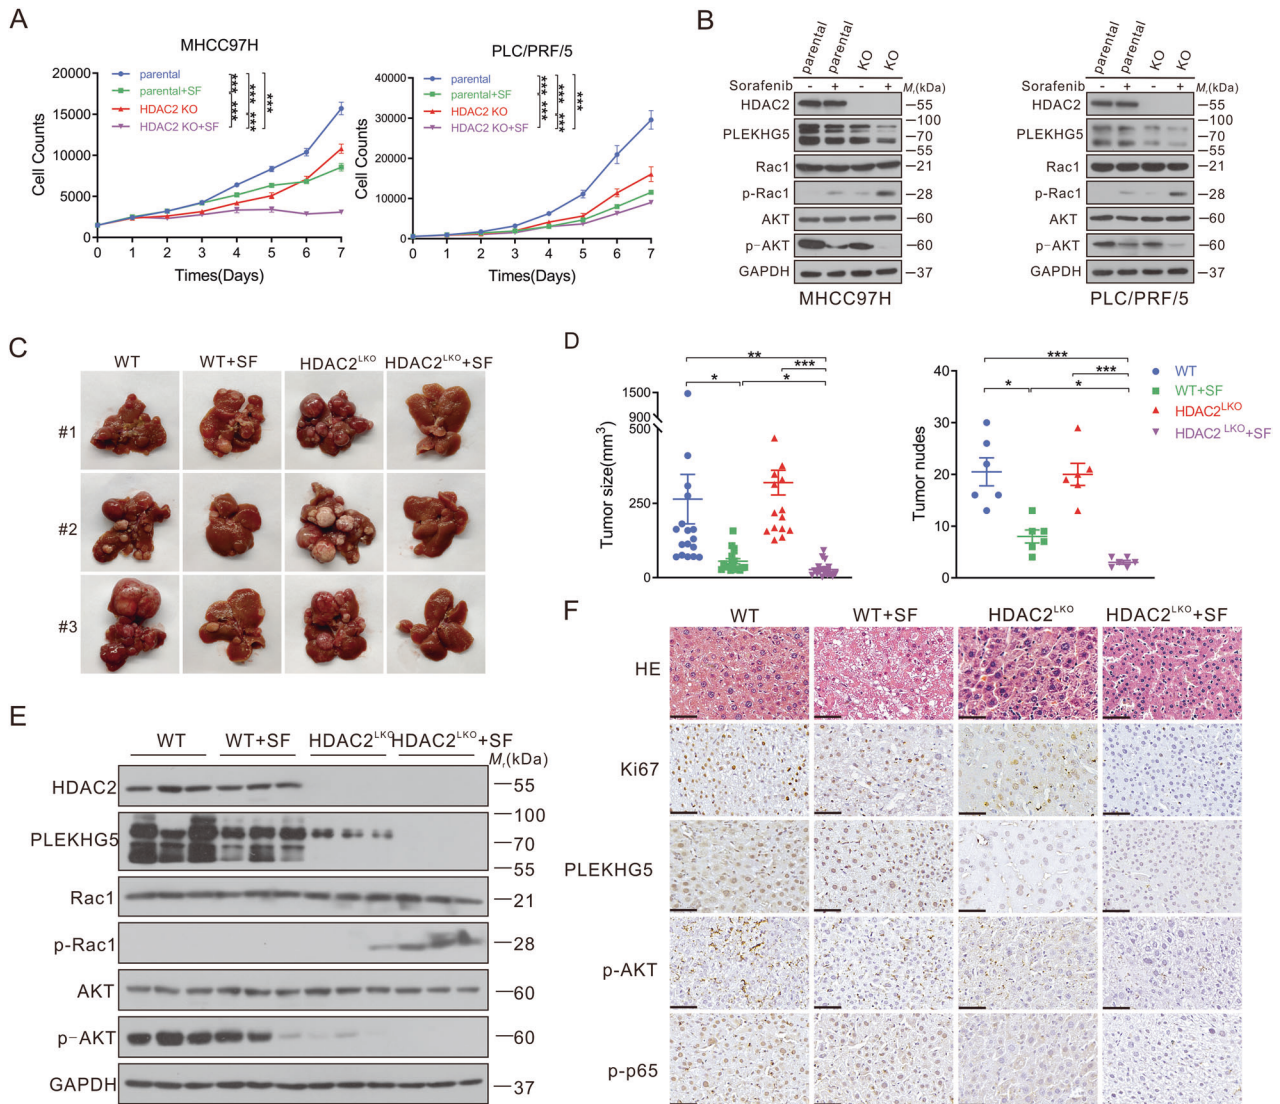 A
MHCC97H
PLC/PRF/5
20000
15000
10000
5000
0
Cell Counts
parental
parental+SF
HDAC2 KO
HDAC2 KO+SF
*** *** *** *** ***
0 1 2 3 4 5 6 7
Times(Days)
40000
30000
20000
10000
0
Cell Counts
parental
parental+SF
HDAC2 KO
HDAC2 KO+SF
*** *** *** *** ***
0 1 2 3 4 5 6 7
Times(Days)
B
parental parental KO KO
Sorafenib - + - + Mr(kDa)
HDAC2 55
100
PLEKHG5 70
55
Rac1 21
p-Rac1 28
AKT 60
p-AKT 60
GAPDH 37
MHCC97H
parental parental KO KO
Sorafenib - + - + Mr(kDa)
HDAC2 55
100
PLEKHG5 70
55
Rac1 21
p-Rac1 28
AKT 60
p-AKT 60
GAPDH 37
PLC/PRF/5
C
WT WT+SF HDAC2LKO HDAC2LKO+SF
#1
#2
#3
D
**
***
* *
1500
900
500
250
0
Tumor size(mm3)
***
***
* *
40
30
20
10
0
Tumor nudes
WT
WT+SF
HDAC2LKO
HDAC2 LKO+SF
E
WT WT+SF HDAC2LKO HDAC2LKO+SF
Mr(kDa)
HDAC2 55
100
PLEKHG5 70
55
Rac1 21
p-Rac1 28
AKT 60
p-AKT 60
GAPDH 37
F
WT WT+SF HDAC2LKO HDAC2LKO+SF
HE
Ki67
PLEKHG5
p-AKT
p-p65